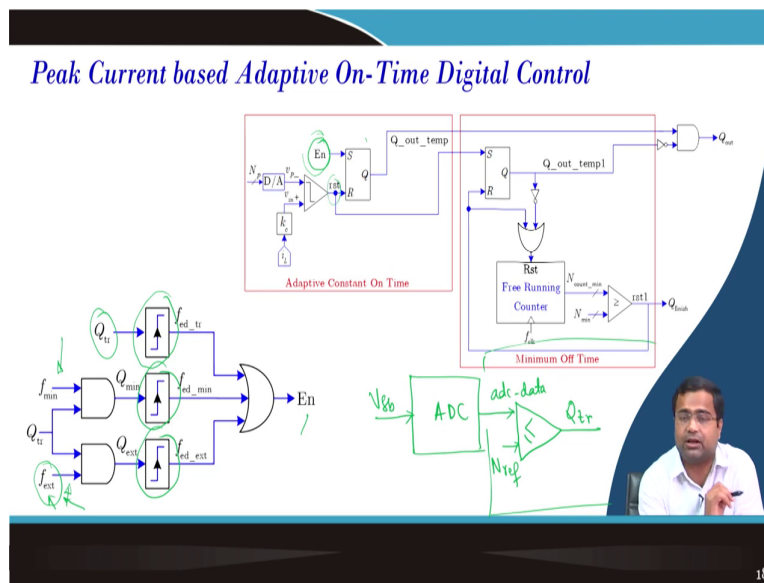 Peak Current based Adaptive On-Time Digital Control
En
S
Q
R
Q_out_temp
N_p
D/A
v_p-
v_in+
rst
k_c
i_L
Adaptive Constant On Time
S
Q
R
Q_out_temp1
Q_out
Rst
Free Running
Counter
N_count_min
N_min
≥
rst1
Q_finish
f_clk
Minimum Off Time
Q_tr
f_ed_tr
f_min
Q_min
f_ed_min
Q_tr
En
Q_ext
f_ed_ext
f_ext
V_fb
ADC
adc-data
N_ref
≤
Q_tr
18